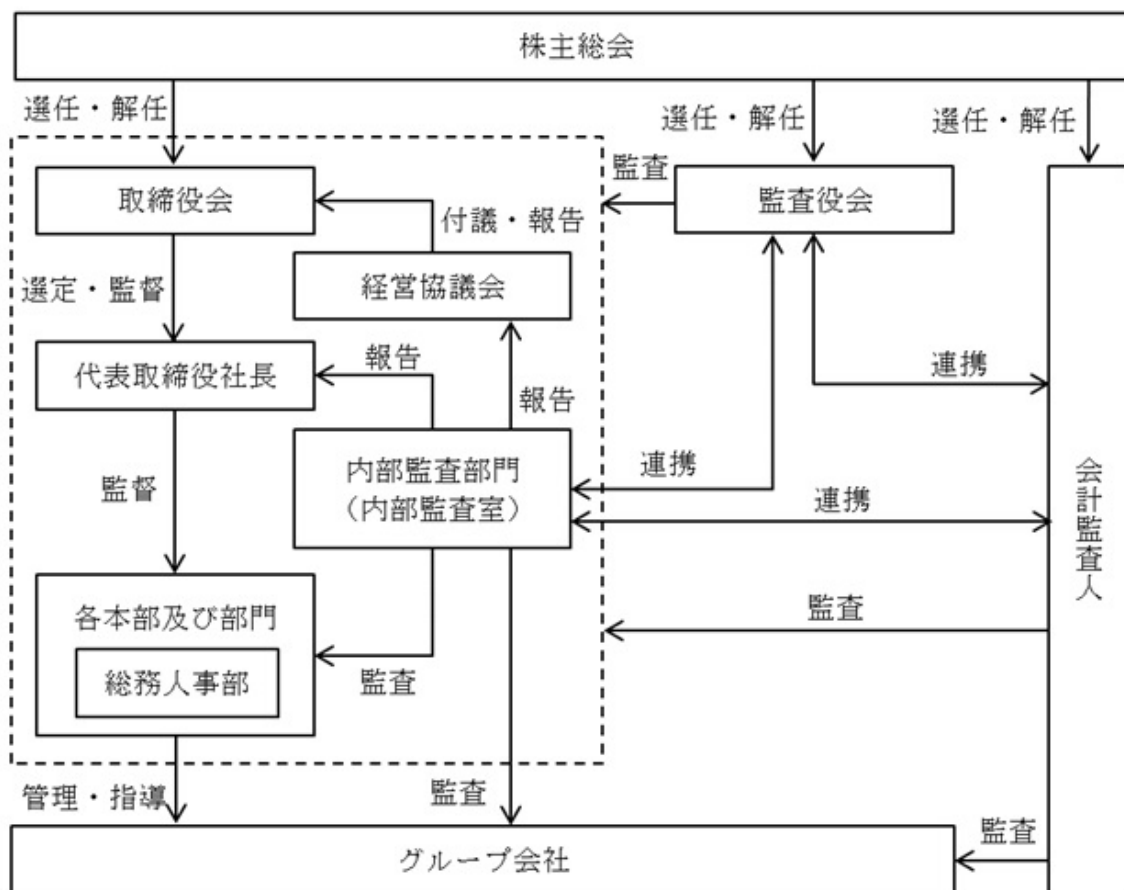 株主総会
選任・解任
選任・解任
選任・解任
取締役会
監査
監査役会
付議・報告
経営協議会
選定・監督
代表取締役社長
報告
報告
連携
内部監査部門
（内部監査室）
連携
連携
会計監査人
監督
各本部及び部門
総務人事部
監査
監査
管理・指導
監査
監査
グループ会社